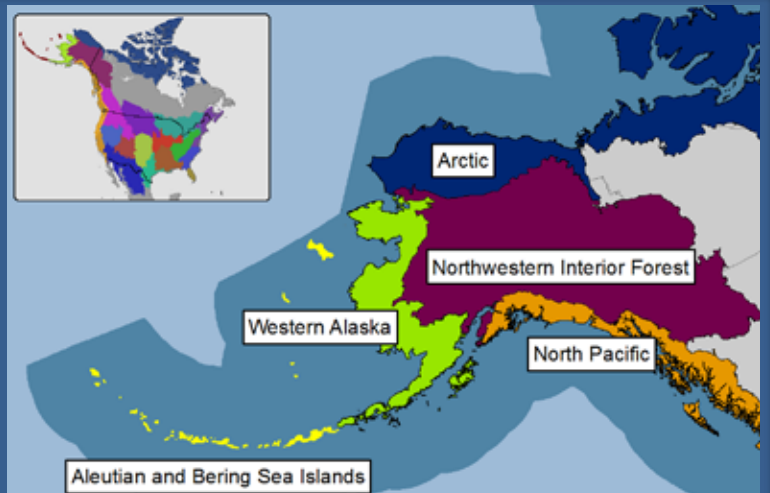 Arctic
Northwestern Interior Forest
Western Alaska
North Pacific
Aleutian and Bering Sea Islands